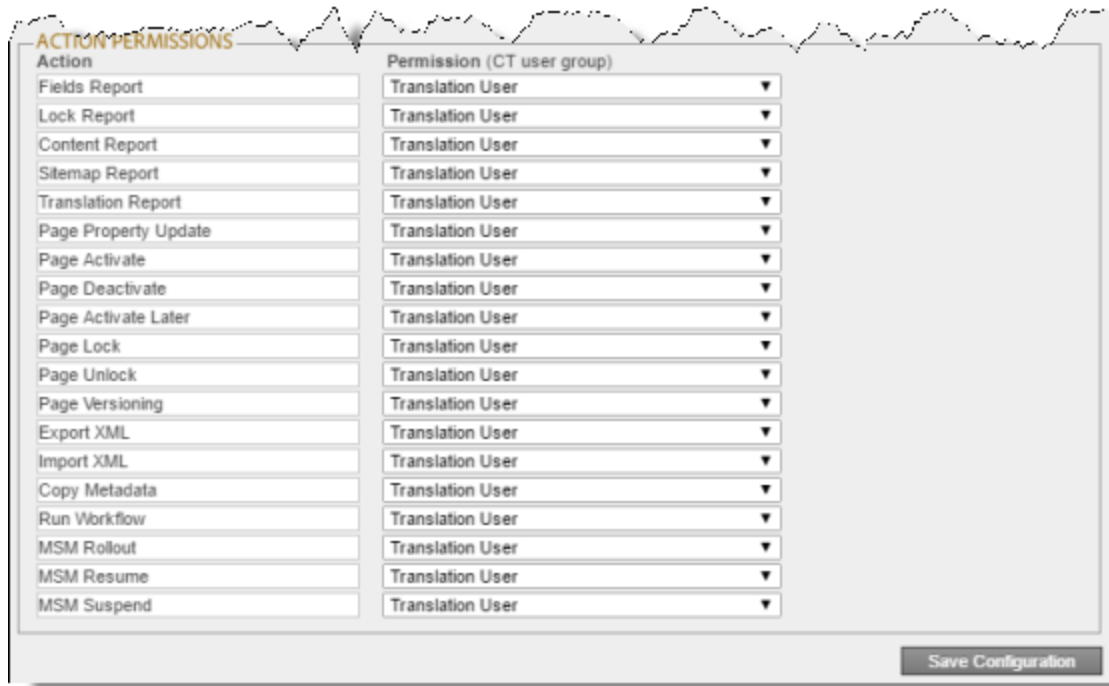 ACTION PERMISSIONS
Action Permission (CT user group)
Fields Report Translation User
Lock Report Translation User
Content Report Translation User
Sitemap Report Translation User
Translation Report Translation User
Page Property Update Translation User
Page Activate Translation User
Page Deactivate Translation User
Page Activate Later Translation User
Page Lock Translation User
Page Unlock Translation User
Page Versioning Translation User
Export XML Translation User
Import XML Translation User
Copy Metadata Translation User
Run Workflow Translation User
MSM Rollout Translation User
MSM Resume Translation User
MSM Suspend Translation User
Save Configuration